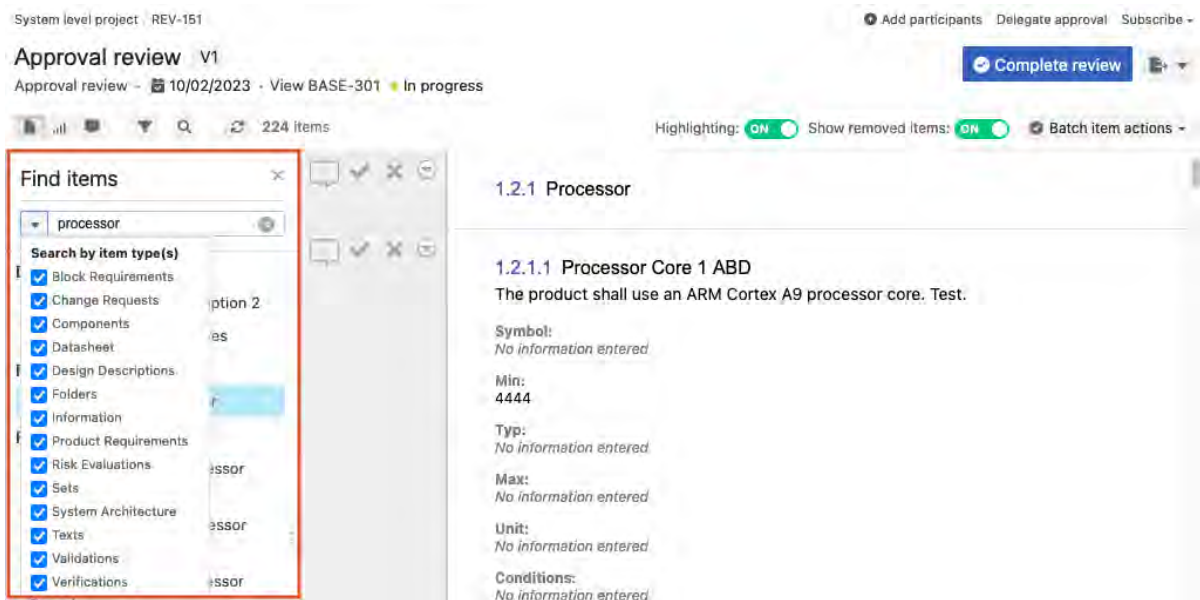 System level project REV-151
Add participants Delegate approval Subscribe
Approval review V1
Complete review
Approval review - 10/02/2023 - View BASE-301 In progress
224 items
Highlighting: ON Show removed items: ON Batch item actions
Find items
processor
Search by item type(s)
Block Requirements
Change Requests
Components
Datasheet
Design Descriptions
Folders
Information
Product Requirements
Risk Evaluations
Sets
System Architecture
Texts
Validations
Verifications
ption 2
es
r
essor
essor
essor
1.2.1 Processor
1.2.1.1 Processor Core 1 ABD
The product shall use an ARM Cortex A9 processor core. Test.
Symbol:
No information entered
Min:
4444
Typ:
No information entered
Max:
No information entered
Unit:
No information entered
Conditions:
No information entered